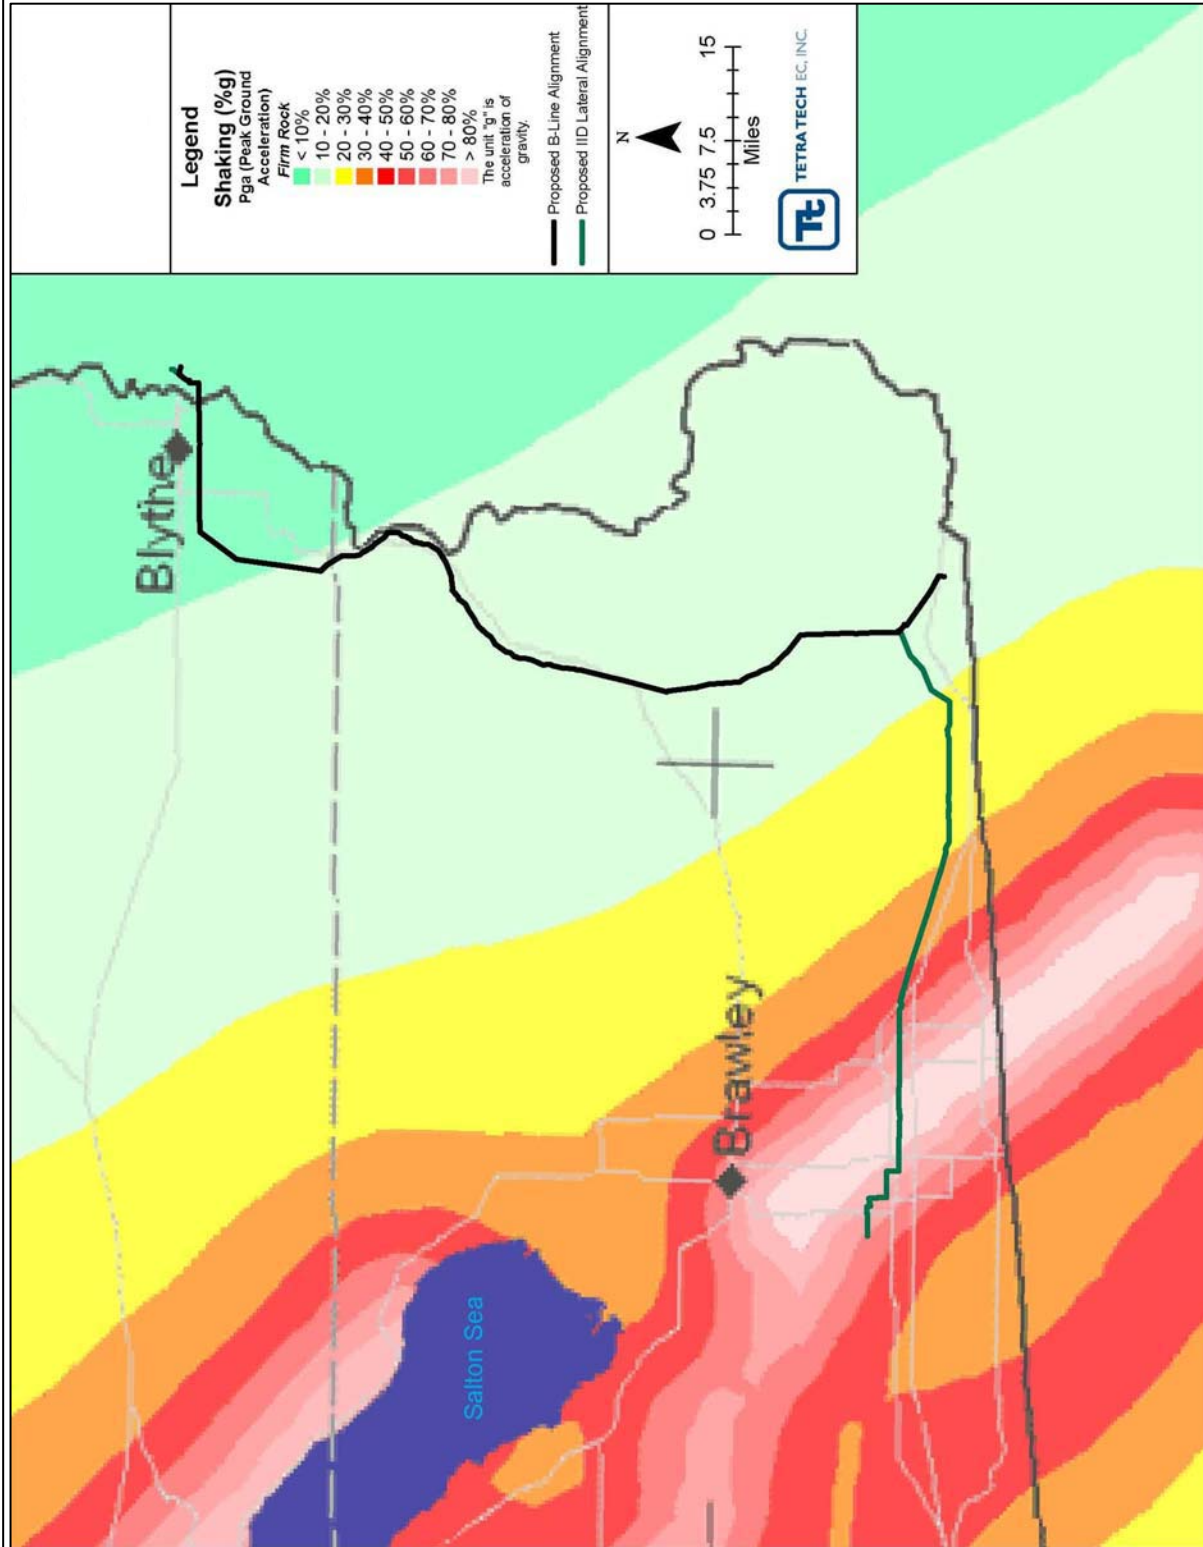 Legend
Shaking (%g)
Pga (Peak Ground
Acceleration)
Firm Rock
< 10%
10 - 20%
20 - 30%
30 - 40%
40 - 50%
50 - 60%
60 - 70%
70 - 80%
> 80%
The unit "g" is
acceleration of
gravity.
Proposed B-Line Alignment
Proposed IID Lateral Alignment
N
0 3.75 7.5 15
Miles
Tt
TETRA TECH EC, INC.
Blythe
Brawley
Salton Sea